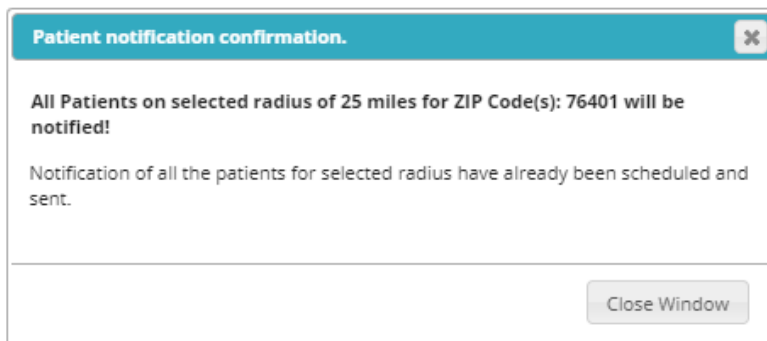 Patient notification confirmation.
All Patients on selected radius of 25 miles for ZIP Code(s): 76401 will be
notified!
Notification of all the patients for selected radius have already been scheduled and
sent.
Close Window